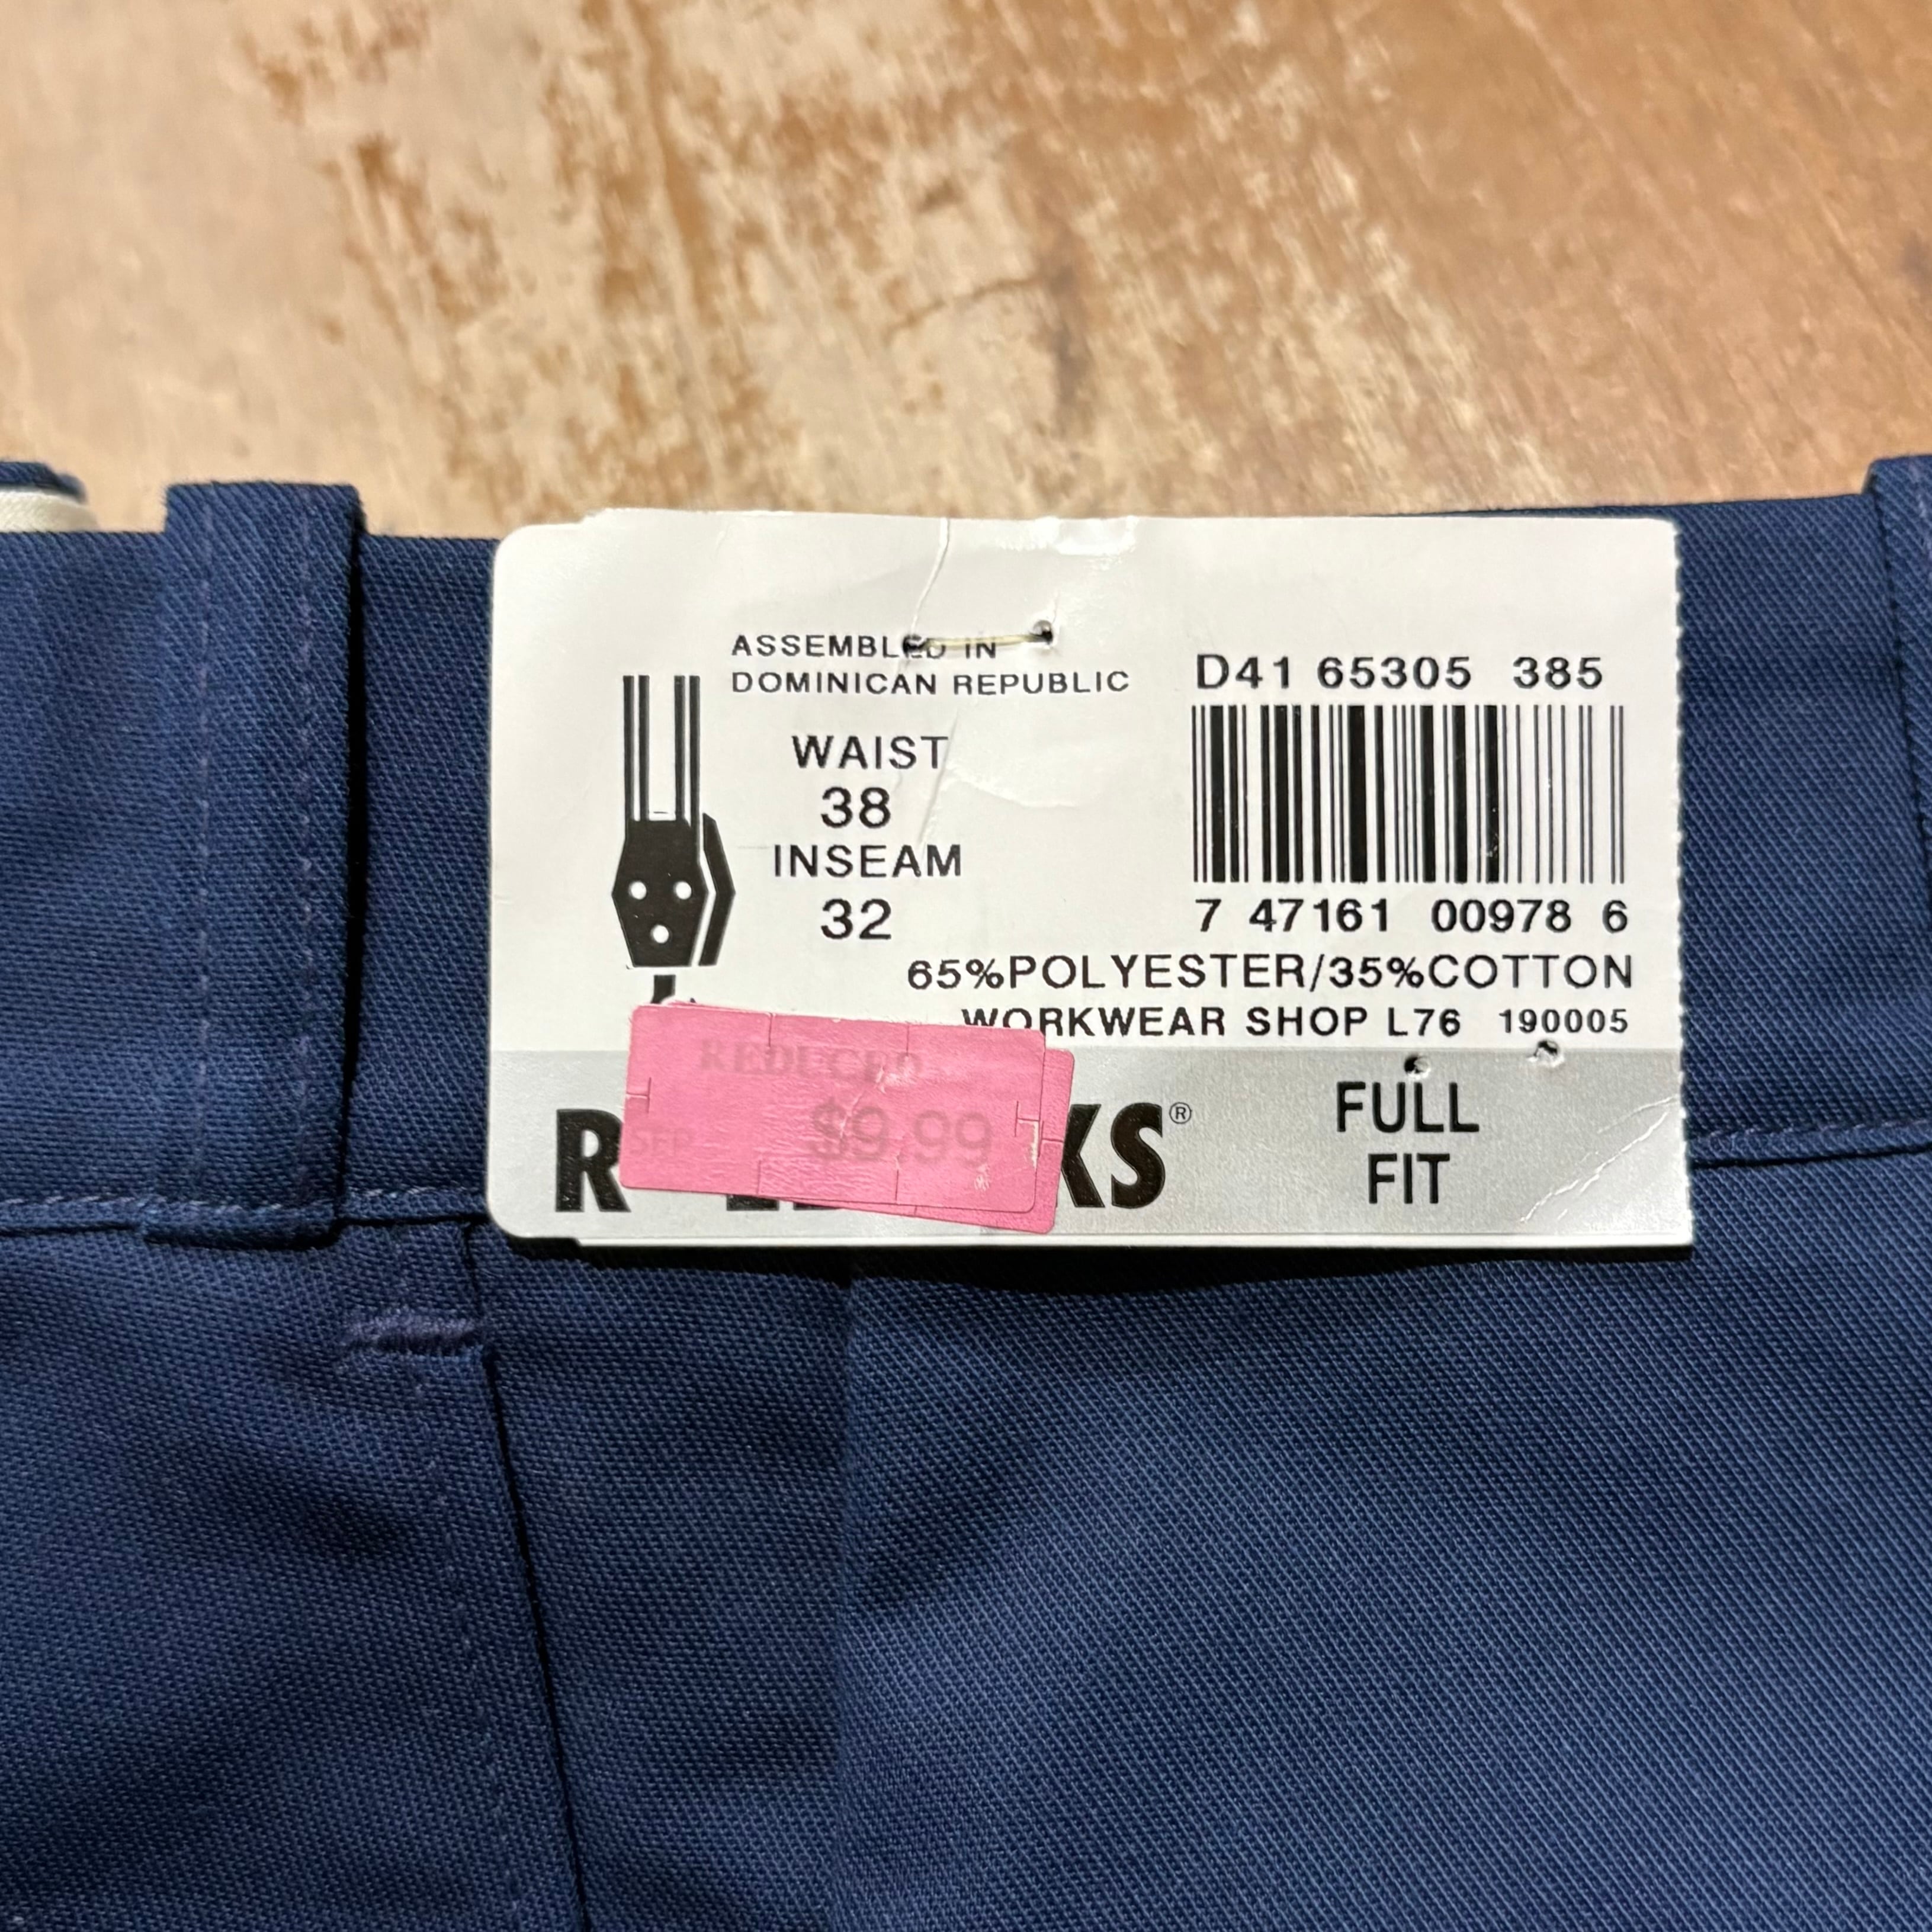 ASSEMBLED IN
DOMINICAN REPUBLIC
WAIST
38
INSEAM
32
D41 65305 385
7 47161 00978 6
65%POLYESTER/35%COTTON
WORKWEAR SHOP L76 190005
REDUCED
SEP $9.99
FULL
FIT